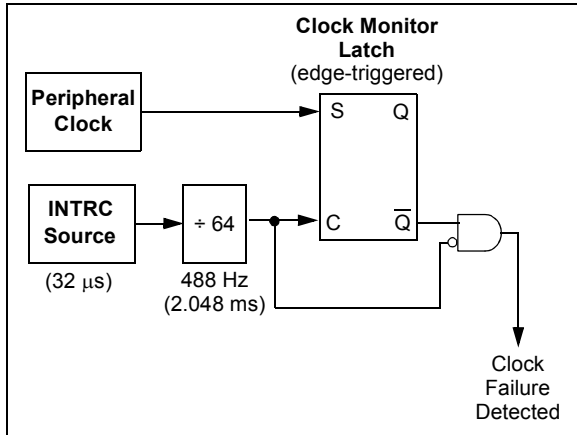 Clock Monitor
Latch
(edge-triggered)
Peripheral
Clock
S Q
INTRC
Source
÷ 64
C Q
(32 μs)
488 Hz
(2.048 ms)
Clock
Failure
Detected